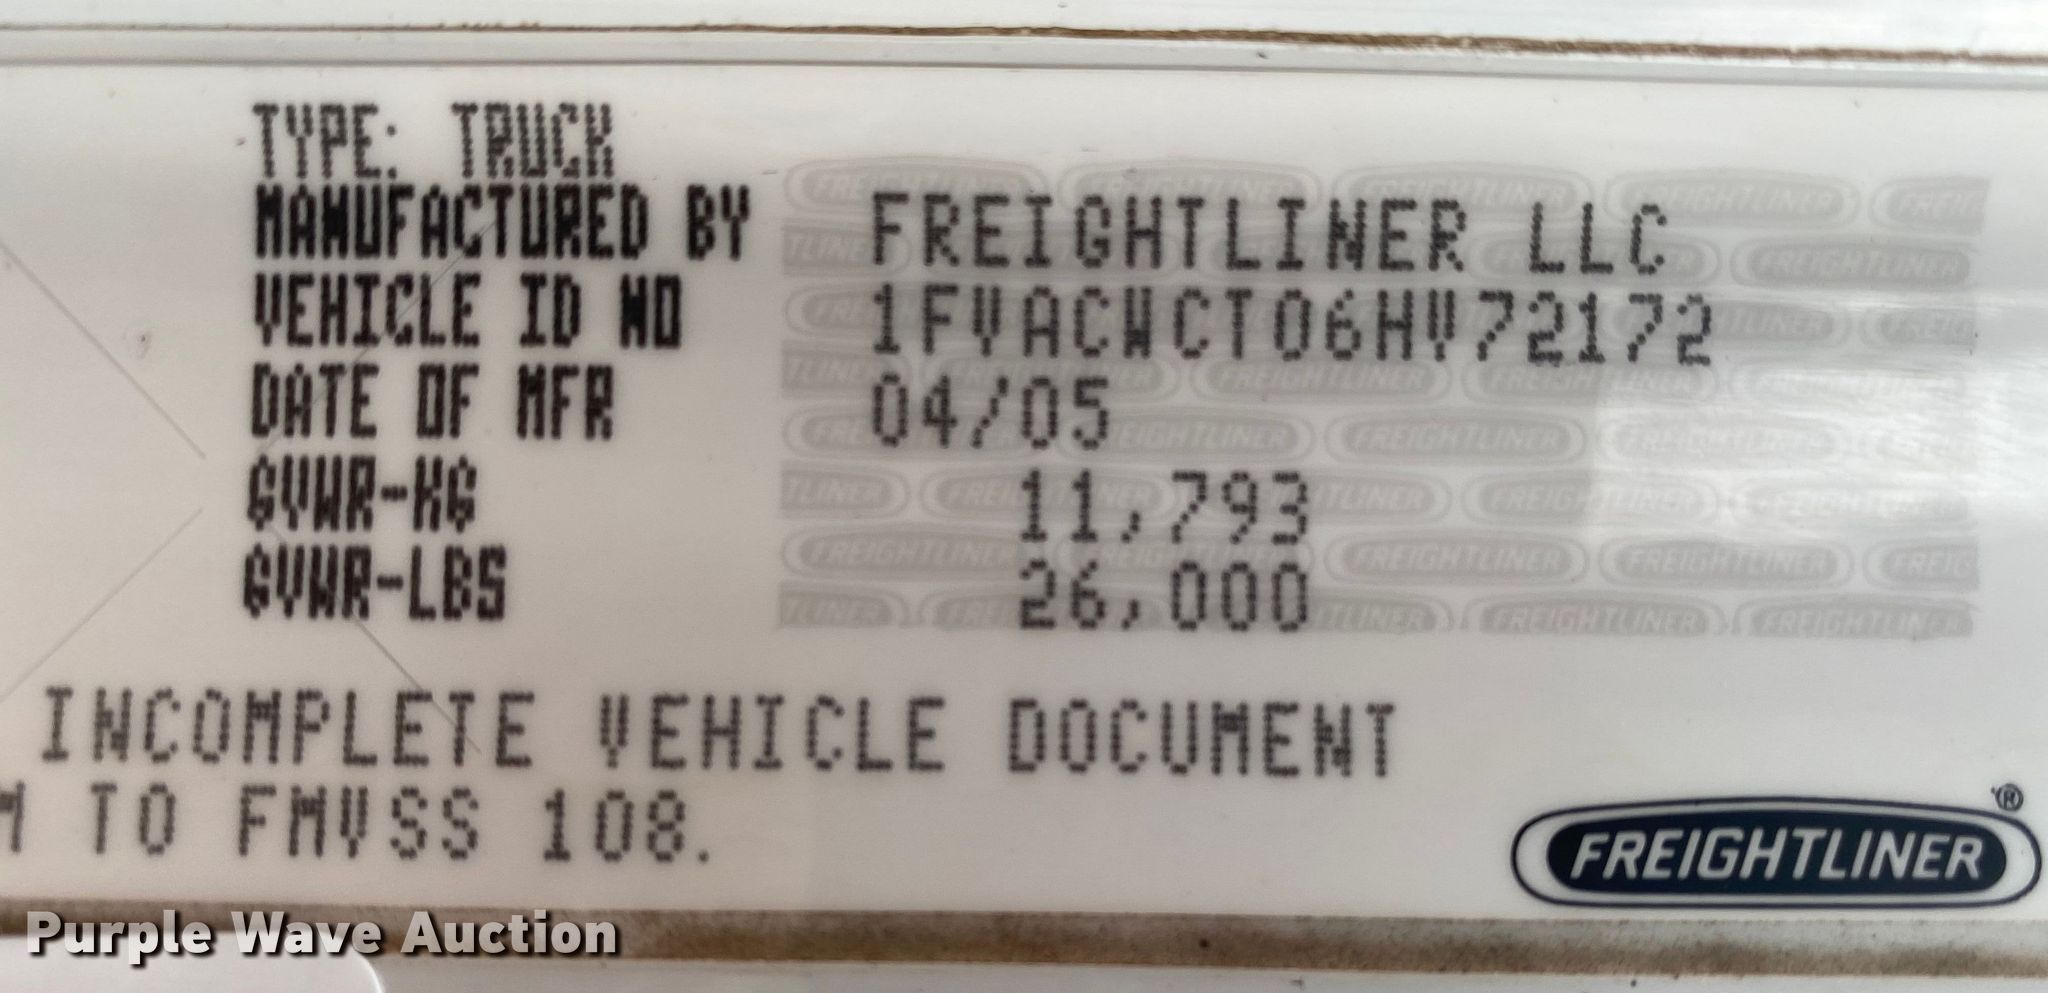 TYPE: TRUCK
MANUFACTURED BY FREIGHTLINER LLC
VEHICLE ID NO 1FVACWCT06HV72172
DATE OF MFR 04/05
GVWR-KG 11,793
GVWR-LBS 26,000
INCOMPLETE VEHICLE DOCUMENT
M TO FMVSS 108.
FREIGHTLINER®
Purple Wave Auction